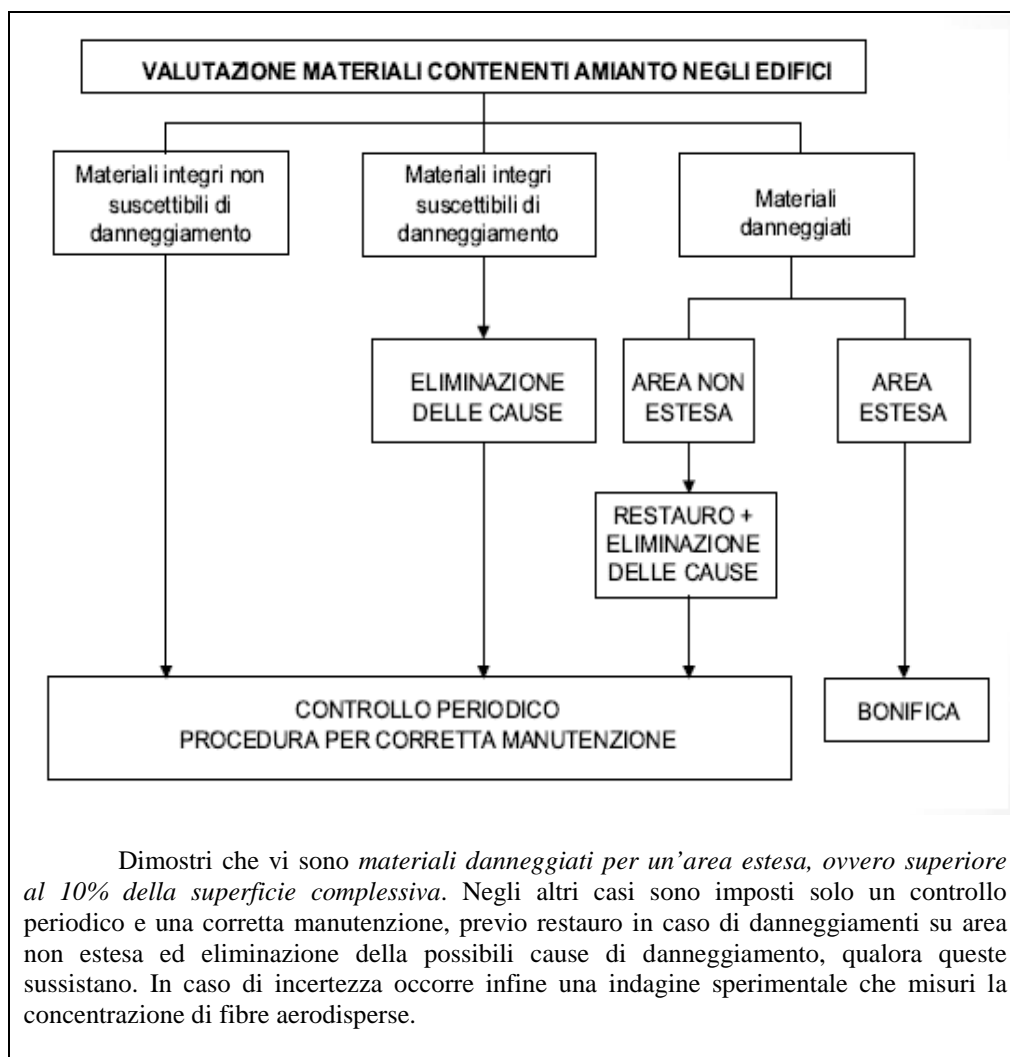 VALUTAZIONE MATERIALI CONTENENTI AMIANTO NEGLI EDIFICI
Materiali integri non
suscettibili di
danneggiamento
Materiali integri
suscettibili di
danneggiamento
Materiali
danneggiati
ELIMINAZIONE
DELLE CAUSE
AREA NON
ESTESA
AREA
ESTESA
RESTAURO +
ELIMINAZIONE
DELLE CAUSE
CONTROLLO PERIODICO
PROCEDURA PER CORRETTA MANUTENZIONE
BONIFICA
Dimostri che vi sono materiali danneggiati per un'area estesa, ovvero superiore
al 10% della superficie complessiva. Negli altri casi sono imposti solo un controllo
periodico e una corretta manutenzione, previo restauro in caso di danneggiamenti su area
non estesa ed eliminazione della possibili cause di danneggiamento, qualora queste
sussistano. In caso di incertezza occorre infine una indagine sperimentale che misuri la
concentrazione di fibre aerodisperse.